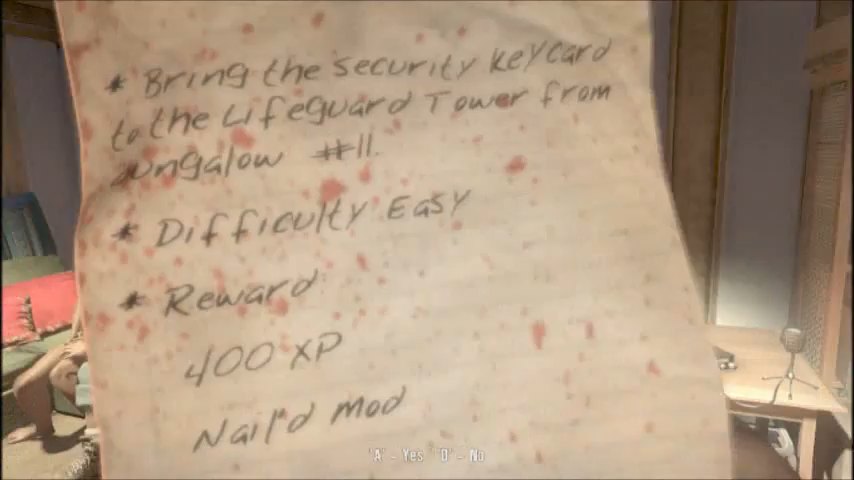 * Bring the security keycard
to the Lifeguard Tower from
Bungalow #11.
* Difficulty Easy
* Reward
400 XP
Nail'd mod
"A" - Yes "D" - No